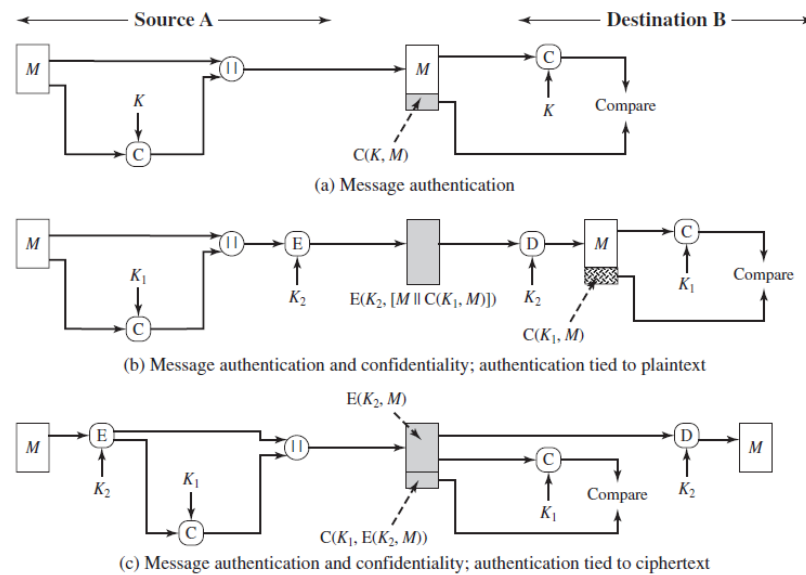 Source A
Destination B
M
||
M
C
K
Compare
K
C
C(K, M)
(a) Message authentication
M
||
E
D
M
C
K1
K2
E(K2, [M || C(K1, M)])
K2
K1
Compare
C
C(K1, M)
(b) Message authentication and confidentiality; authentication tied to plaintext
E(K2, M)
M
E
||
D
M
C
K2
K1
K1
Compare
K2
C
C(K1, E(K2, M))
(c) Message authentication and confidentiality; authentication tied to ciphertext